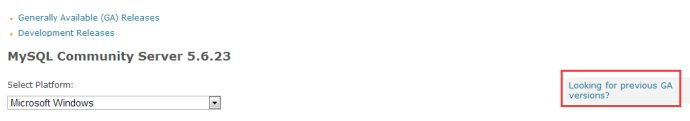 Generally Available (GA) Releases
Development Releases
MySQL Community Server 5.6.23
Select Platform:
Microsoft Windows
Looking for previous GA
versions?